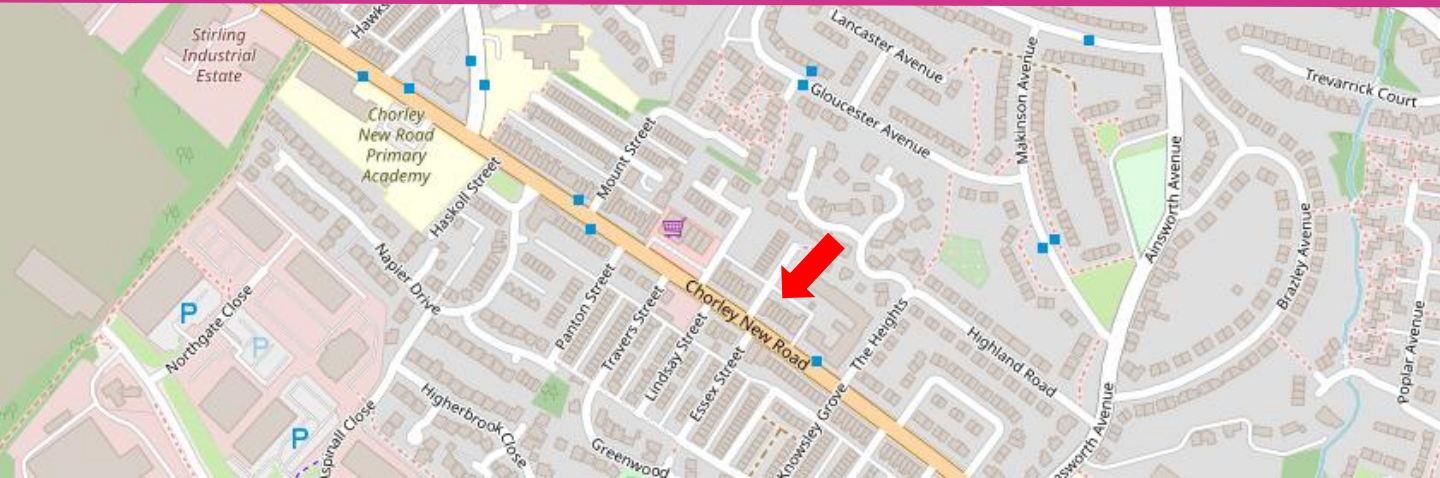 Hawks
Stirling
Industrial
Estate
Lancaster Avenue
Trevarrick Court
Gloucester Avenue
Makinson Avenue
Chorley
New Road
Primary
Academy
Mount Street
Haskoll Street
Ainsworth Avenue
Brazley Avenue
Napier Drive
Panton Street
Travers Street
Chorley New Road
P
Northgate Close
P
Lindsay Street
The Heights
Highland Road
Poplar Avenue
Essex Street
Higherbrook Close
Knowsley Grove
P
Aspinall Close
Greenwood
nsworth Avenue